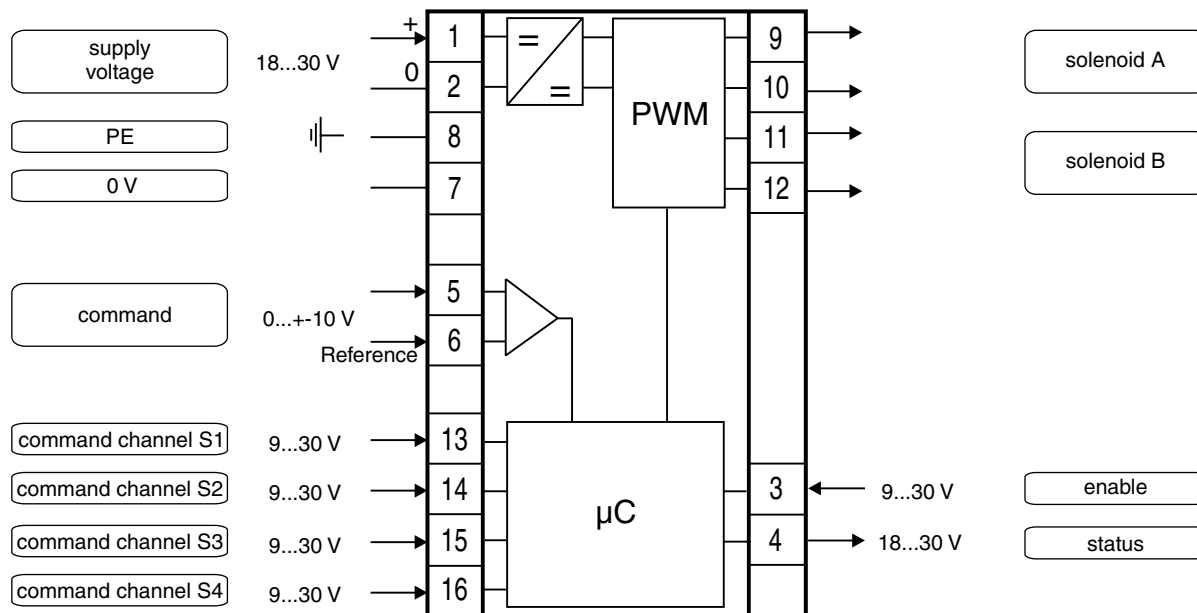 supply
voltage
18...30 V
+
0
1
2
=
=
PWM
9
10
solenoid A
PE
8
11
solenoid B
0 V
7
12
command
0...+-10 V
Reference
5
6
command channel S1
9...30 V
13
command channel S2
9...30 V
14
µC
3
9...30 V
enable
command channel S3
9...30 V
15
4
18...30 V
status
command channel S4
9...30 V
16